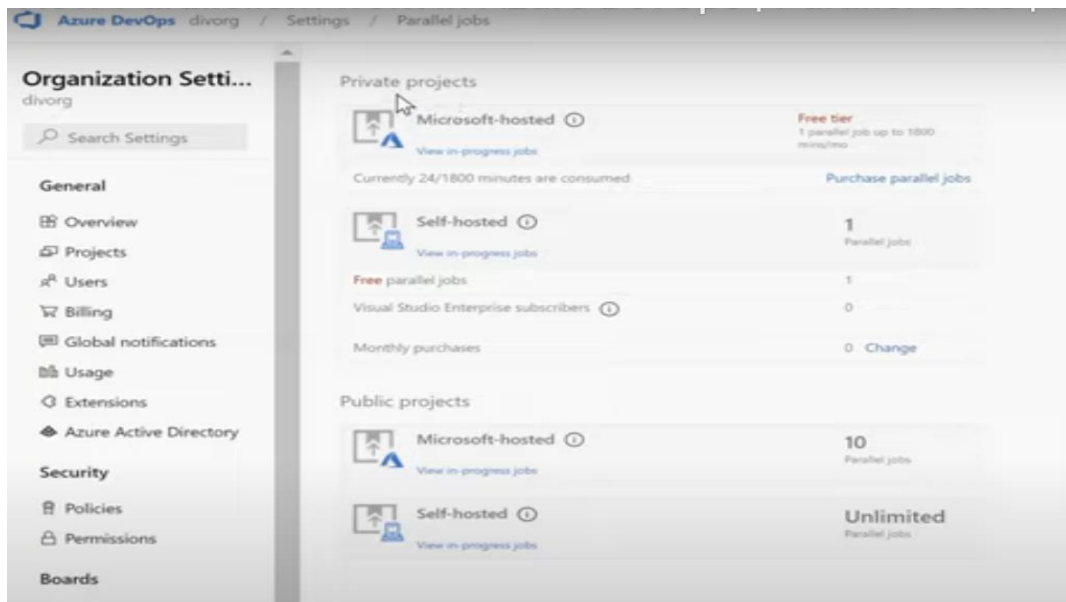 Azure DevOps divorg / Settings / Parallel jobs
Organization Setti...
divorg
Search Settings
General
Overview
Projects
Users
Billing
Global notifications
Usage
Extensions
Azure Active Directory
Security
Policies
Permissions
Boards
Private projects
Microsoft-hosted
View in-progress jobs
Free tier
1 parallel job up to 1800
mins/mo
Currently 24/1800 minutes are consumed
Purchase parallel jobs
Self-hosted
View in-progress jobs
1
Parallel jobs
Free parallel jobs 1
Visual Studio Enterprise subscribers 0
Monthly purchases 0 Change
Public projects
Microsoft-hosted
View in-progress jobs
10
Parallel jobs
Self-hosted
View in-progress jobs
Unlimited
Parallel jobs